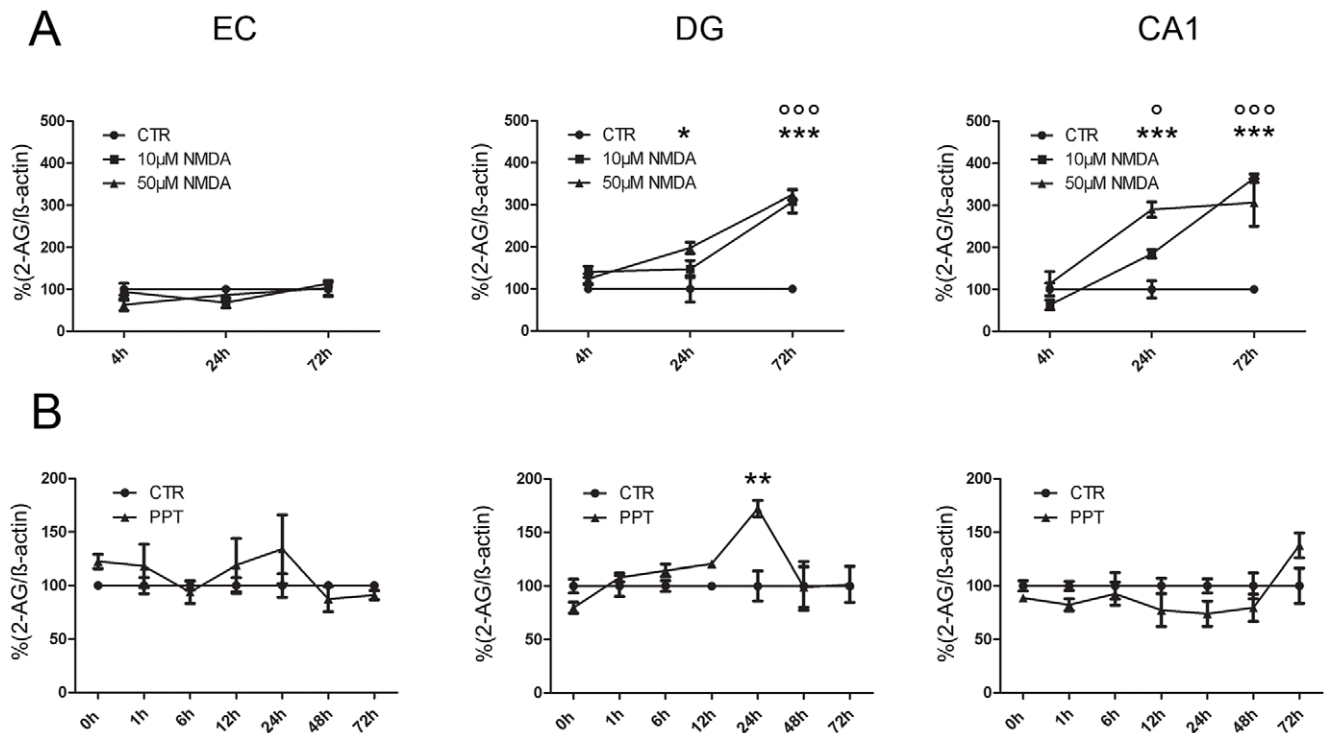 A
EC
DG
CA1
%(2-AG/ß-actin)
500
400
300
200
100
0
CTR
10µM NMDA
50µM NMDA
4h
24h
72h
%(2-AG/ß-actin)
500
400
300
200
100
0
CTR
10µM NMDA
50µM NMDA
*
°°°
***
4h
24h
72h
%(2-AG/ß-actin)
500
400
300
200
100
0
CTR
10µM NMDA
50µM NMDA
°
***
°°°
***
4h
24h
72h
B
%(2-AG/ß-actin)
200
150
100
50
0
CTR
PPT
0h
1h
6h
12h
24h
48h
72h
%(2-AG/ß-actin)
200
150
100
50
0
CTR
PPT
**
0h
1h
6h
12h
24h
48h
72h
%(2-AG/ß-actin)
200
150
100
50
0
CTR
PPT
0h
1h
6h
12h
24h
48h
72h